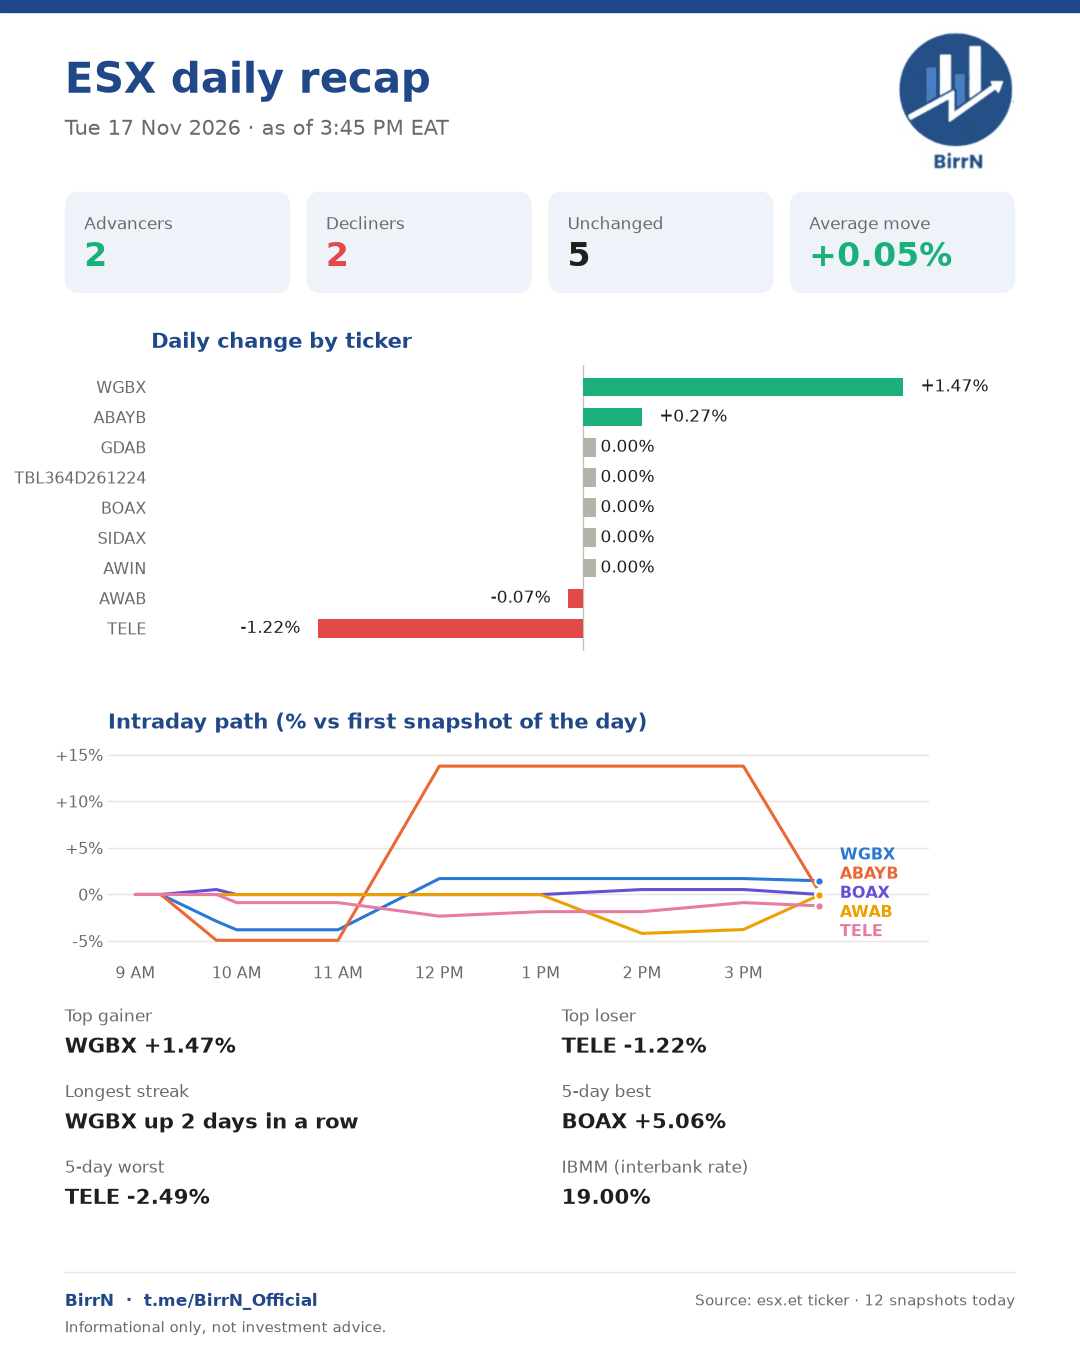 ESX daily recap
Tue 17 Nov 2026 · as of 3:45 PM EAT
BirrN
Advancers
2
Decliners
2
Unchanged
5
Average move
+0.05%
Daily change by ticker
WGBX +1.47%
ABAYB +0.27%
GDAB 0.00%
TBL364D261224 0.00%
BOAX 0.00%
SIDAX 0.00%
AWIN 0.00%
AWAB -0.07%
TELE -1.22%
Intraday path (% vs first snapshot of the day)
+15%
+10%
+5%
0%
-5%
WGBX
ABAYB
BOAX
AWAB
TELE
9 AM 10 AM 11 AM 12 PM 1 PM 2 PM 3 PM
Top gainer
WGBX +1.47%
Top loser
TELE -1.22%
Longest streak
WGBX up 2 days in a row
5-day best
BOAX +5.06%
5-day worst
TELE -2.49%
IBMM (interbank rate)
19.00%
BirrN · t.me/BirrN_Official
Source: esx.et ticker · 12 snapshots today
Informational only, not investment advice.